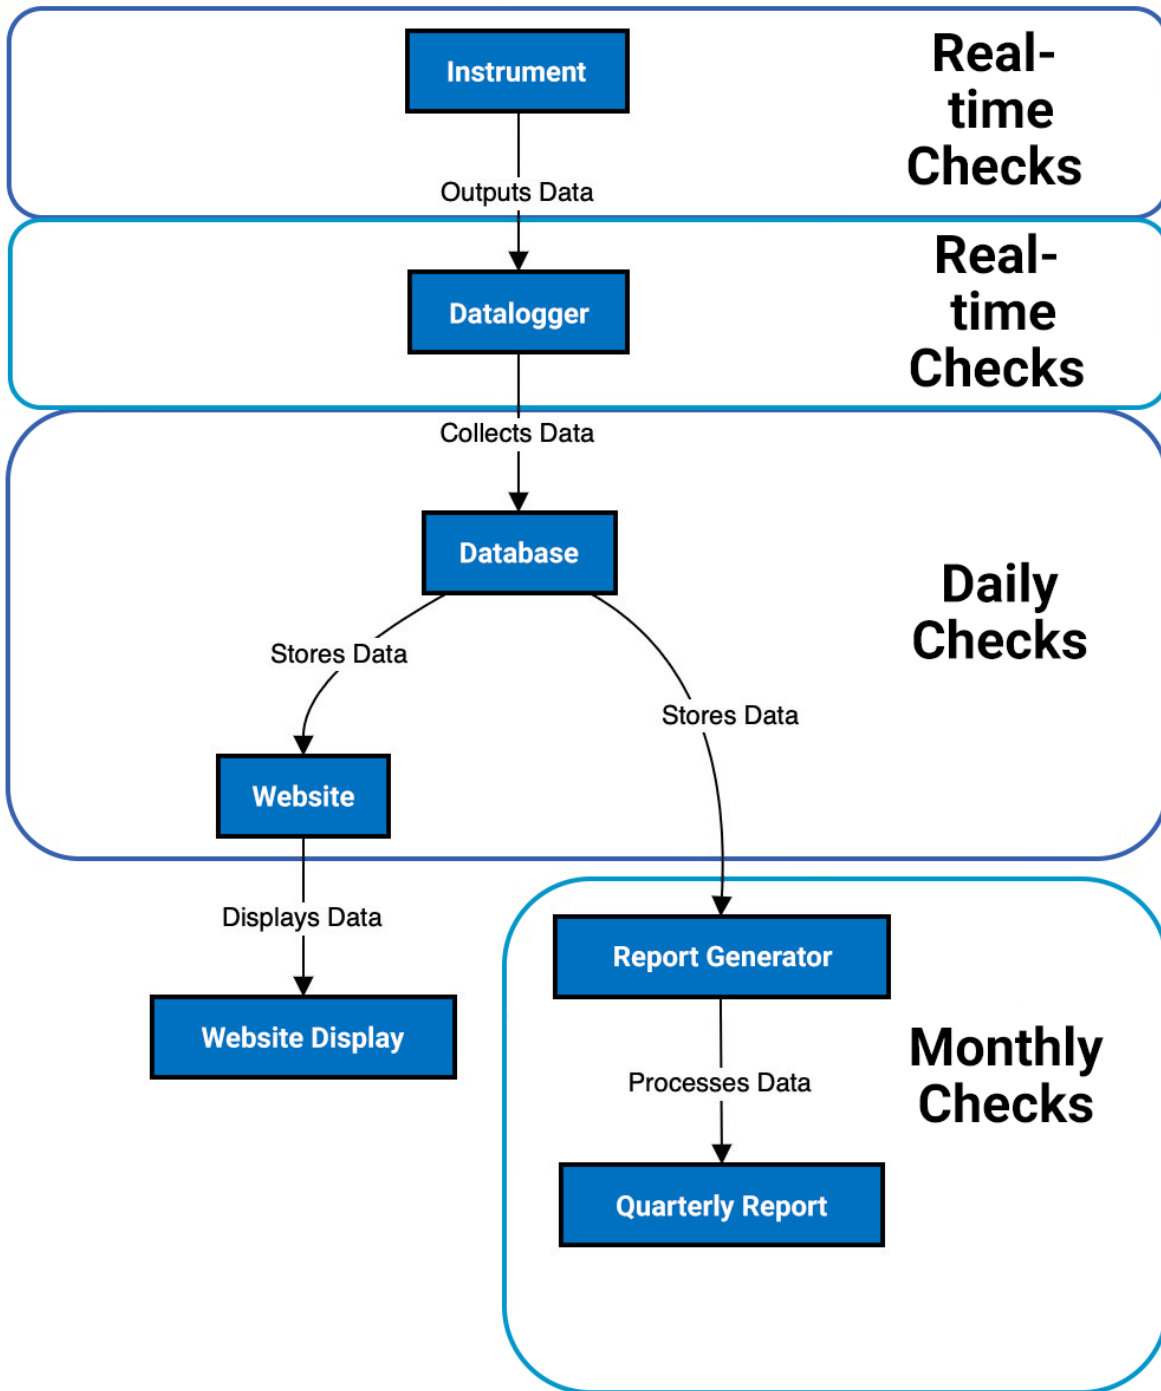 Instrument
Real-
time
Checks
Outputs Data
Datalogger
Real-
time
Checks
Collects Data
Database
Daily
Checks
Stores Data
Stores Data
Website
Displays Data
Report Generator
Website Display
Monthly
Checks
Processes Data
Quarterly Report